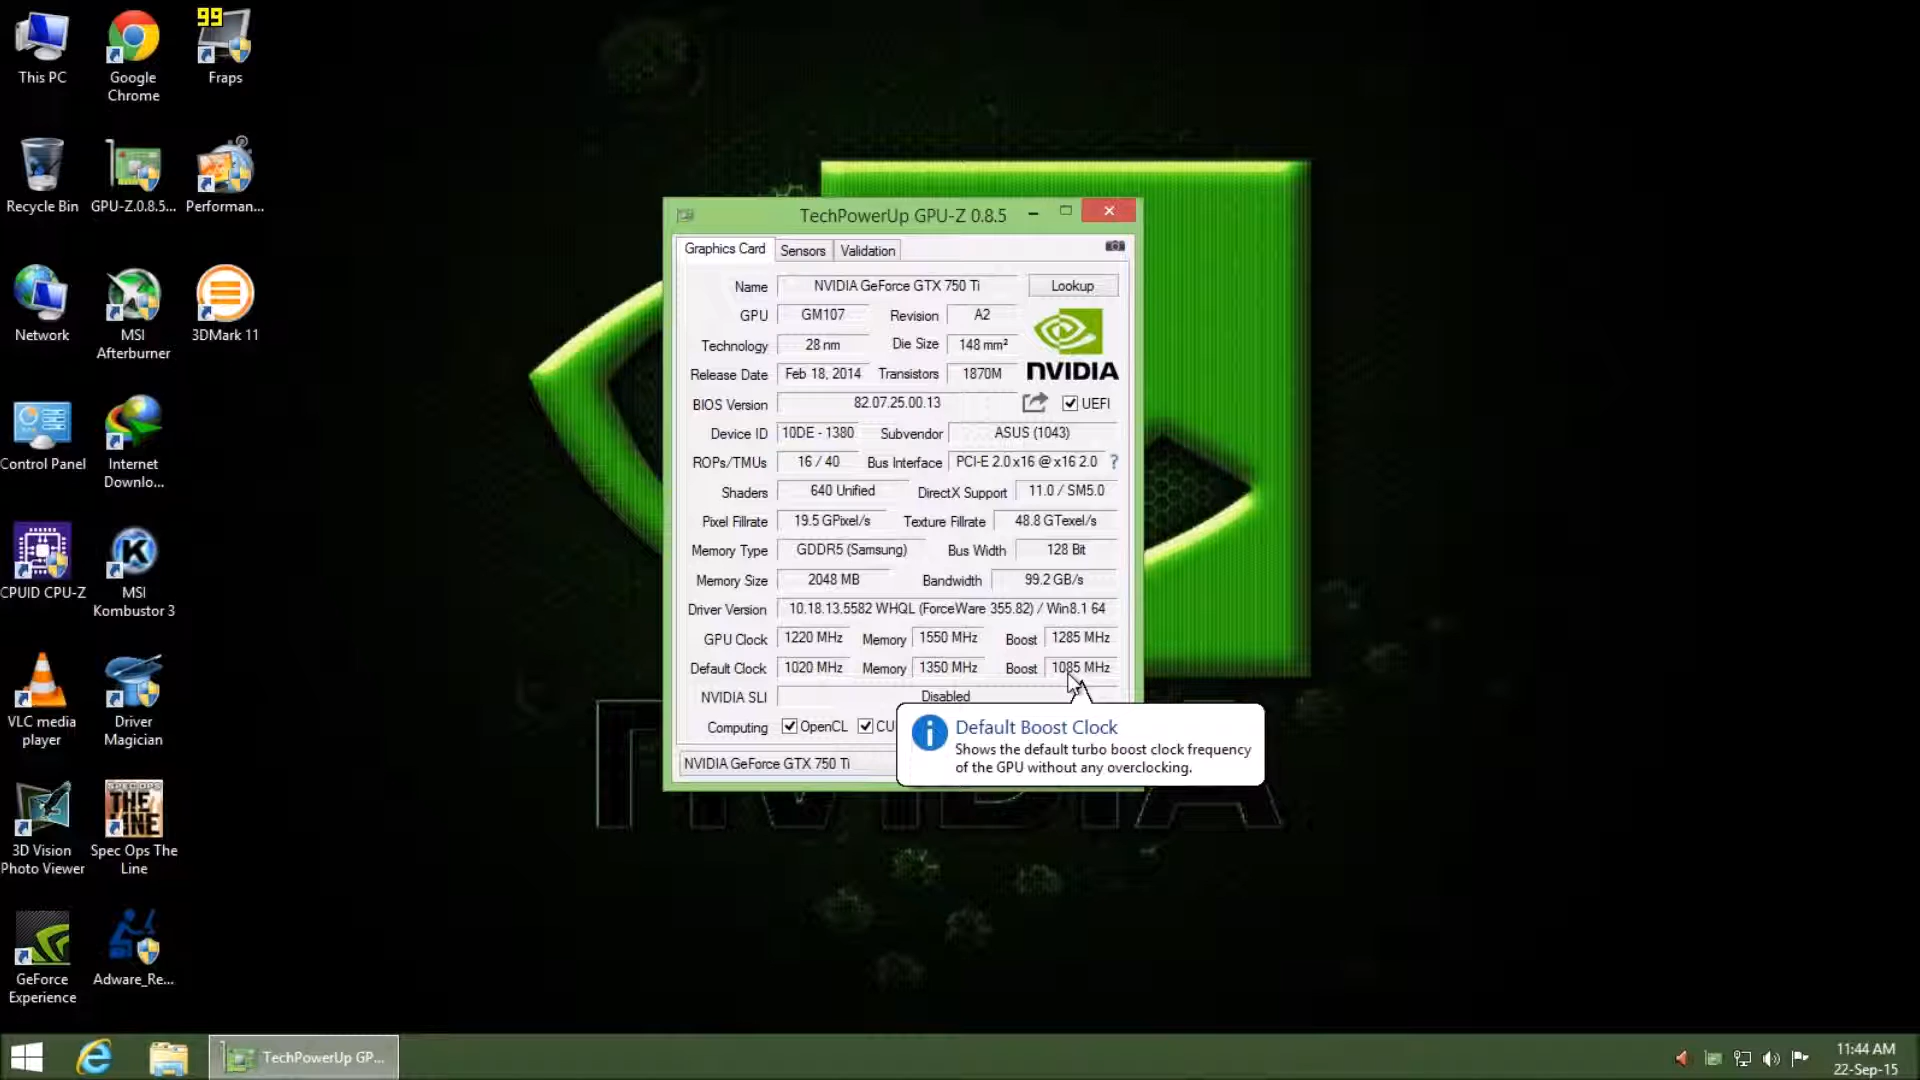 99
This PC
Google
Chrome
Fraps
Recycle Bin
GPU-Z.0.8.5...
Performan...
Network
MSI
Afterburner
3DMark 11
Control Panel
Internet
Downlo...
CPUID CPU-Z
MSI
Kombustor 3
VLC media
player
Driver
Magician
3D Vision
Photo Viewer
SPEC OPS
THE
LINE
Spec Ops The
Line
GeForce
Experience
Adware_Re...
TechPowerUp GPU-Z 0.8.5
Graphics Card Sensors Validation
Name NVIDIA GeForce GTX 750 Ti Lookup
GPU GM107 Revision A2
Technology 28 nm Die Size 148 mm²
Release Date Feb 18, 2014 Transistors 1870M
NVIDIA
BIOS Version 82.07.25.00.13 UEFI
Device ID 10DE - 1380 Subvendor ASUS (1043)
ROPs/TMUs 16 / 40 Bus Interface PCI-E 2.0 x16 @ x16 2.0 ?
Shaders 640 Unified DirectX Support 11.0 / SM5.0
Pixel Fillrate 19.5 GPixel/s Texture Fillrate 48.8 GTexel/s
Memory Type GDDR5 (Samsung) Bus Width 128 Bit
Memory Size 2048 MB Bandwidth 99.2 GB/s
Driver Version 10.18.13.5582 WHQL (ForceWare 355.82) / Win8.1 64
GPU Clock 1220 MHz Memory 1550 MHz Boost 1285 MHz
Default Clock 1020 MHz Memory 1350 MHz Boost 1085 MHz
NVIDIA SLI Disabled
Computing OpenCL CU
NVIDIA GeForce GTX 750 Ti
Default Boost Clock
Shows the default turbo boost clock frequency
of the GPU without any overclocking.
NVIDIA
TechPowerUp GP...
11:44 AM
22-Sep-15